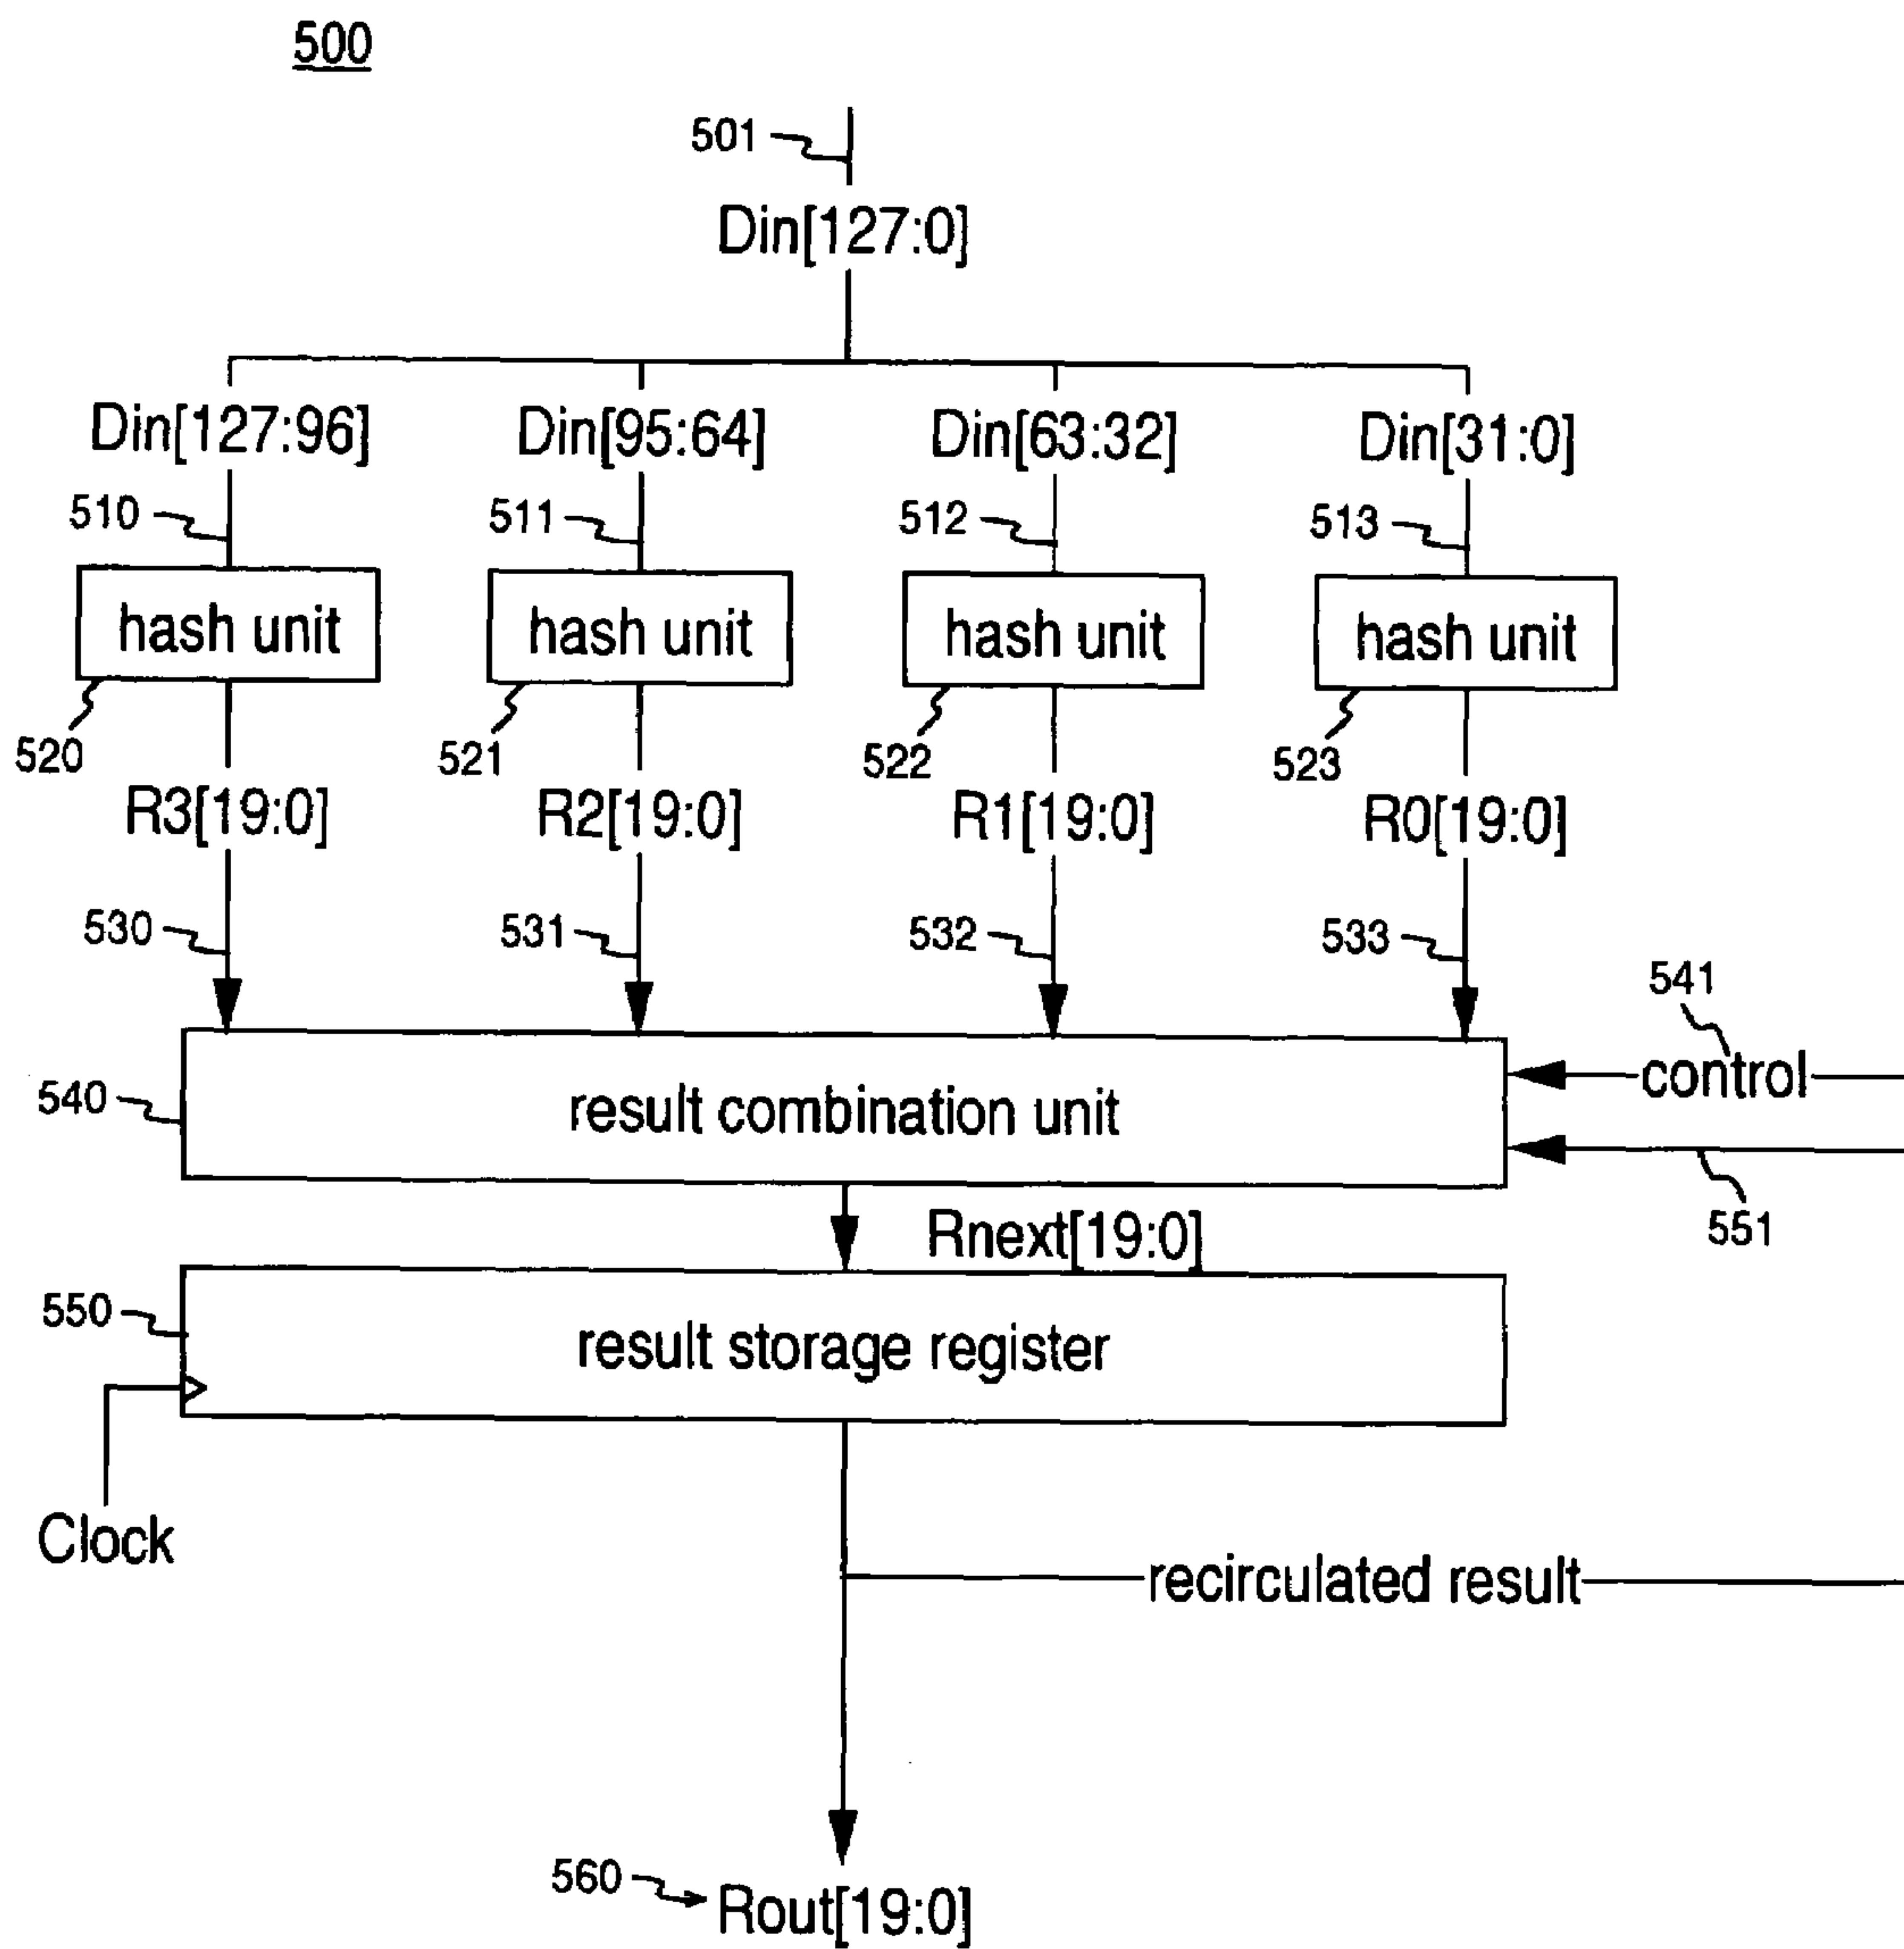 500
501
Din[127:0]
Din[127:96] Din[95:64] Din[63:32] Din[31:0]
510 511 512 513
hash unit hash unit hash unit hash unit
520 521 522 523
R3[19:0] R2[19:0] R1[19:0] R0[19:0]
530 531 532 533
541
control
540
result combination unit
551
Rnext[19:0]
550
result storage register
Clock
recirculated result
560
Rout[19:0]